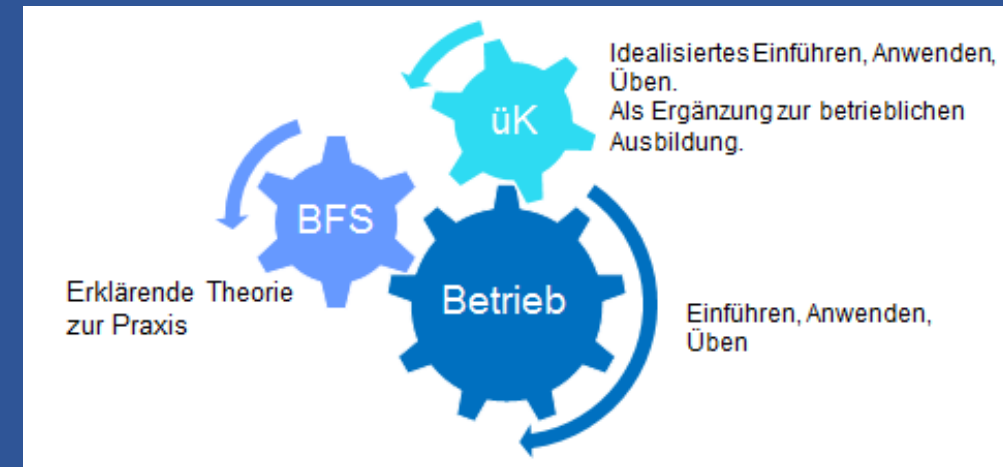 Idealisiertes Einführen, Anwenden,
Üben.
Als Ergänzung zur betrieblichen
Ausbildung.
üK
BFS
Erklärende Theorie
zur Praxis
Betrieb
Einführen, Anwenden,
Üben